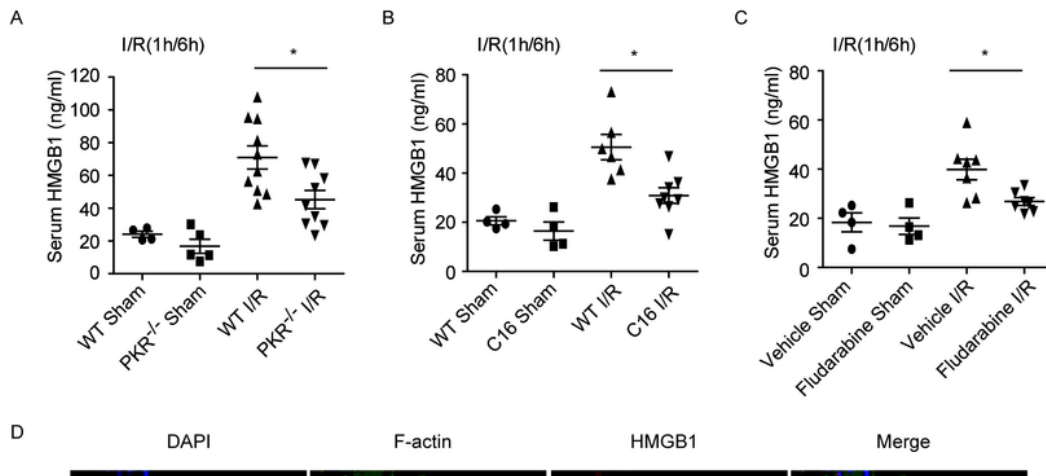 A
I/R(1h/6h)
*
Serum HMGB1 (ng/ml)
120
100
80
60
40
20
0
WT Sham
PKR-/- Sham
WT I/R
PKR-/- I/R
B
I/R(1h/6h)
*
Serum HMGB1 (ng/ml)
80
60
40
20
0
WT Sham
C16 Sham
WT I/R
C16 I/R
C
I/R(1h/6h)
*
Serum HMGB1 (ng/ml)
80
60
40
20
0
Vehicle Sham
Fludarabine Sham
Vehicle I/R
Fludarabine I/R
D
DAPI
F-actin
HMGB1
Merge